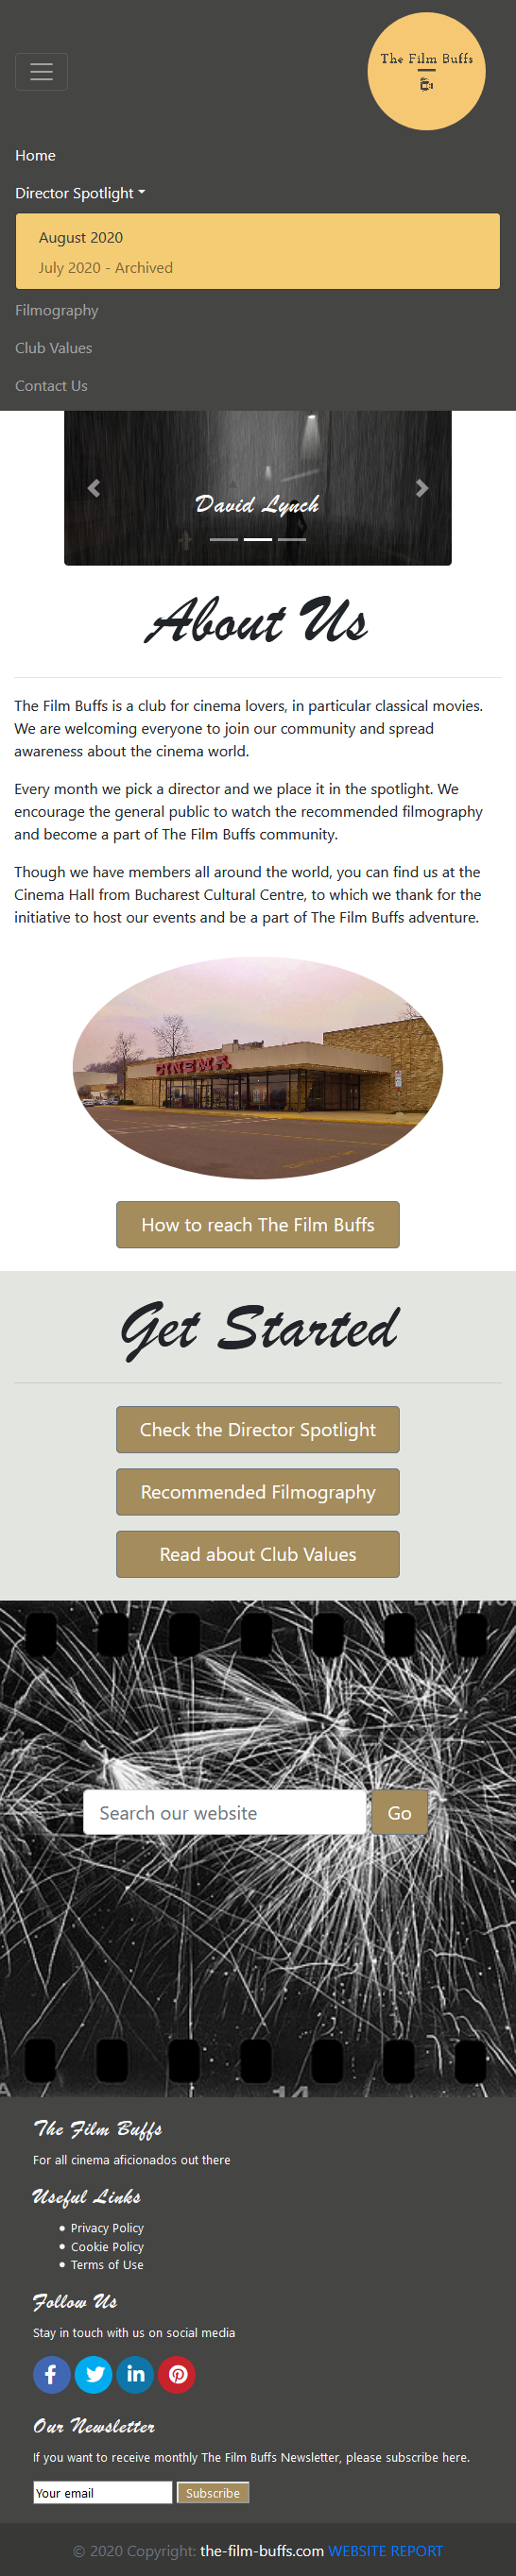 The Film Buffs
Home
Director Spotlight
August 2020
July 2020 - Archived
Filmography
Club Values
Contact Us
David Lynch
About Us
The Film Buffs is a club for cinema lovers, in particular classical movies.
We are welcoming everyone to join our community and spread
awareness about the cinema world.
Every month we pick a director and we place it in the spotlight. We
encourage the general public to watch the recommended filmography
and become a part of The Film Buffs community.
Though we have members all around the world, you can find us at the
Cinema Hall from Bucharest Cultural Centre, to which we thank for the
initiative to host our events and be a part of The Film Buffs adventure.
CINEMA
How to reach The Film Buffs
Get Started
Check the Director Spotlight
Recommended Filmography
Read about Club Values
Search our website
Go
A
14
The Film Buffs
For all cinema aficionados out there
Useful Links
Privacy Policy
Cookie Policy
Terms of Use
Follow Us
Stay in touch with us on social media
Our Newsletter
If you want to receive monthly The Film Buffs Newsletter, please subscribe here.
Your email
Subscribe
© 2020 Copyright: the-film-buffs.com WEBSITE REPORT